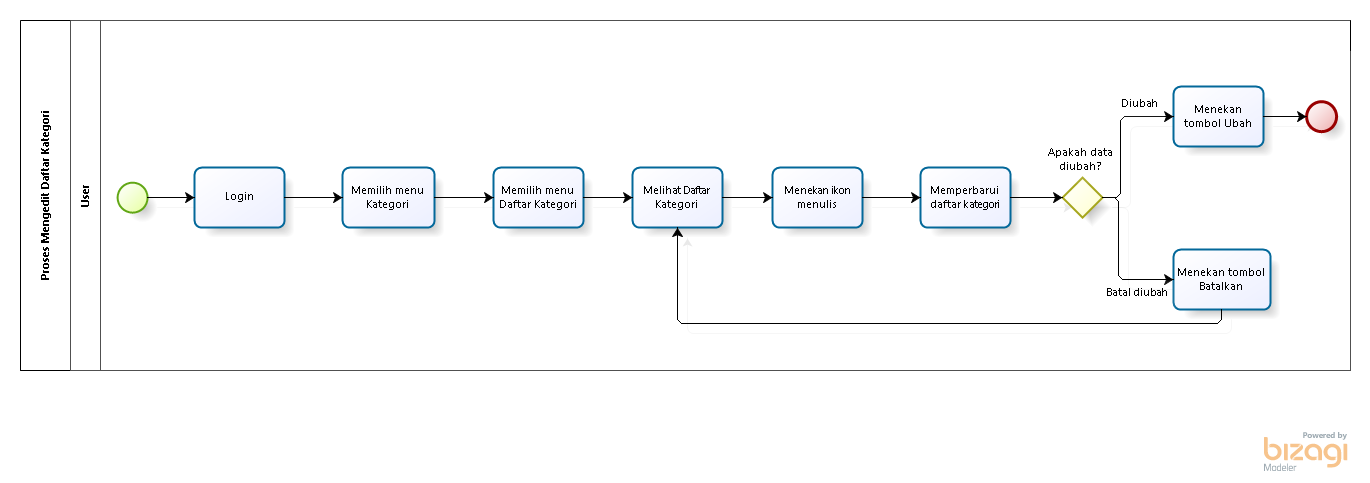 Proses Mengedit Daftar Kategori
User
Login
Memilih menu
Kategori
Memilih menu
Daftar Kategori
Melihat Daftar
Kategori
Menekan ikon
menulis
Memperbarui
daftar kategori
Apakah data
diubah?
Diubah
Menekan
tombol Ubah
Batal diubah
Menekan tombol
Batalkan
Powered by
bizagi
Modeler